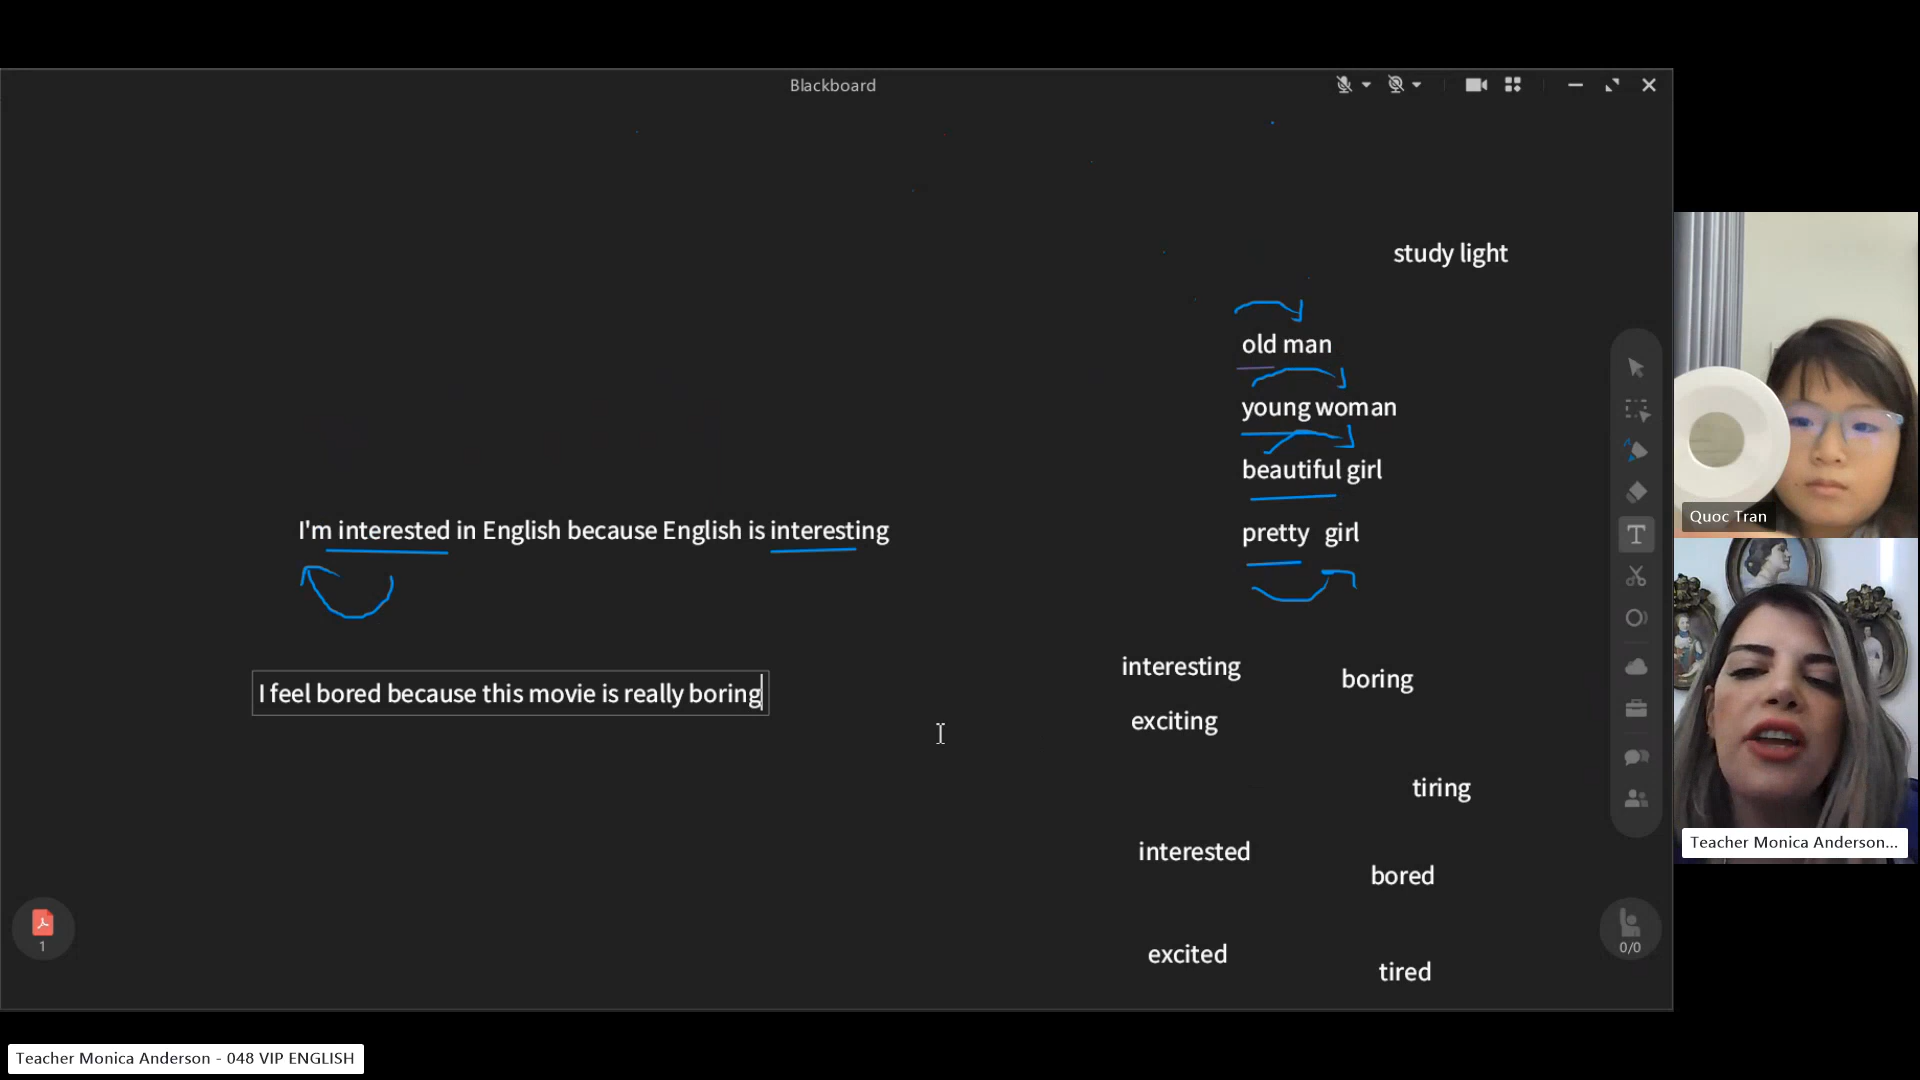 Blackboard
study light
old man
young woman
beautiful girl
I'm interested in English because English is interesting
pretty girl
Quoc Tran
interesting
boring
I feel bored because this movie is really boring
exciting
tiring
Teacher Monica Anderson...
interested
bored
1
0/0
excited
tired
Teacher Monica Anderson - 048 VIP ENGLISH